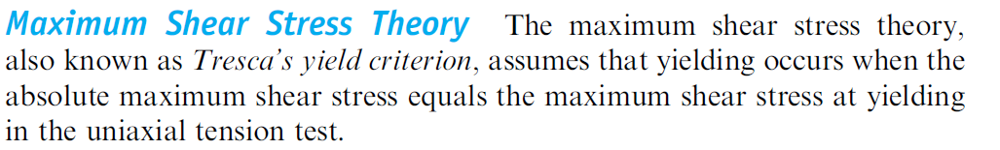 Maximum Shear Stress Theory The maximum shear stress theory,
also known as Tresca's yield criterion, assumes that yielding occurs when the
absolute maximum shear stress equals the maximum shear stress at yielding
in the uniaxial tension test.